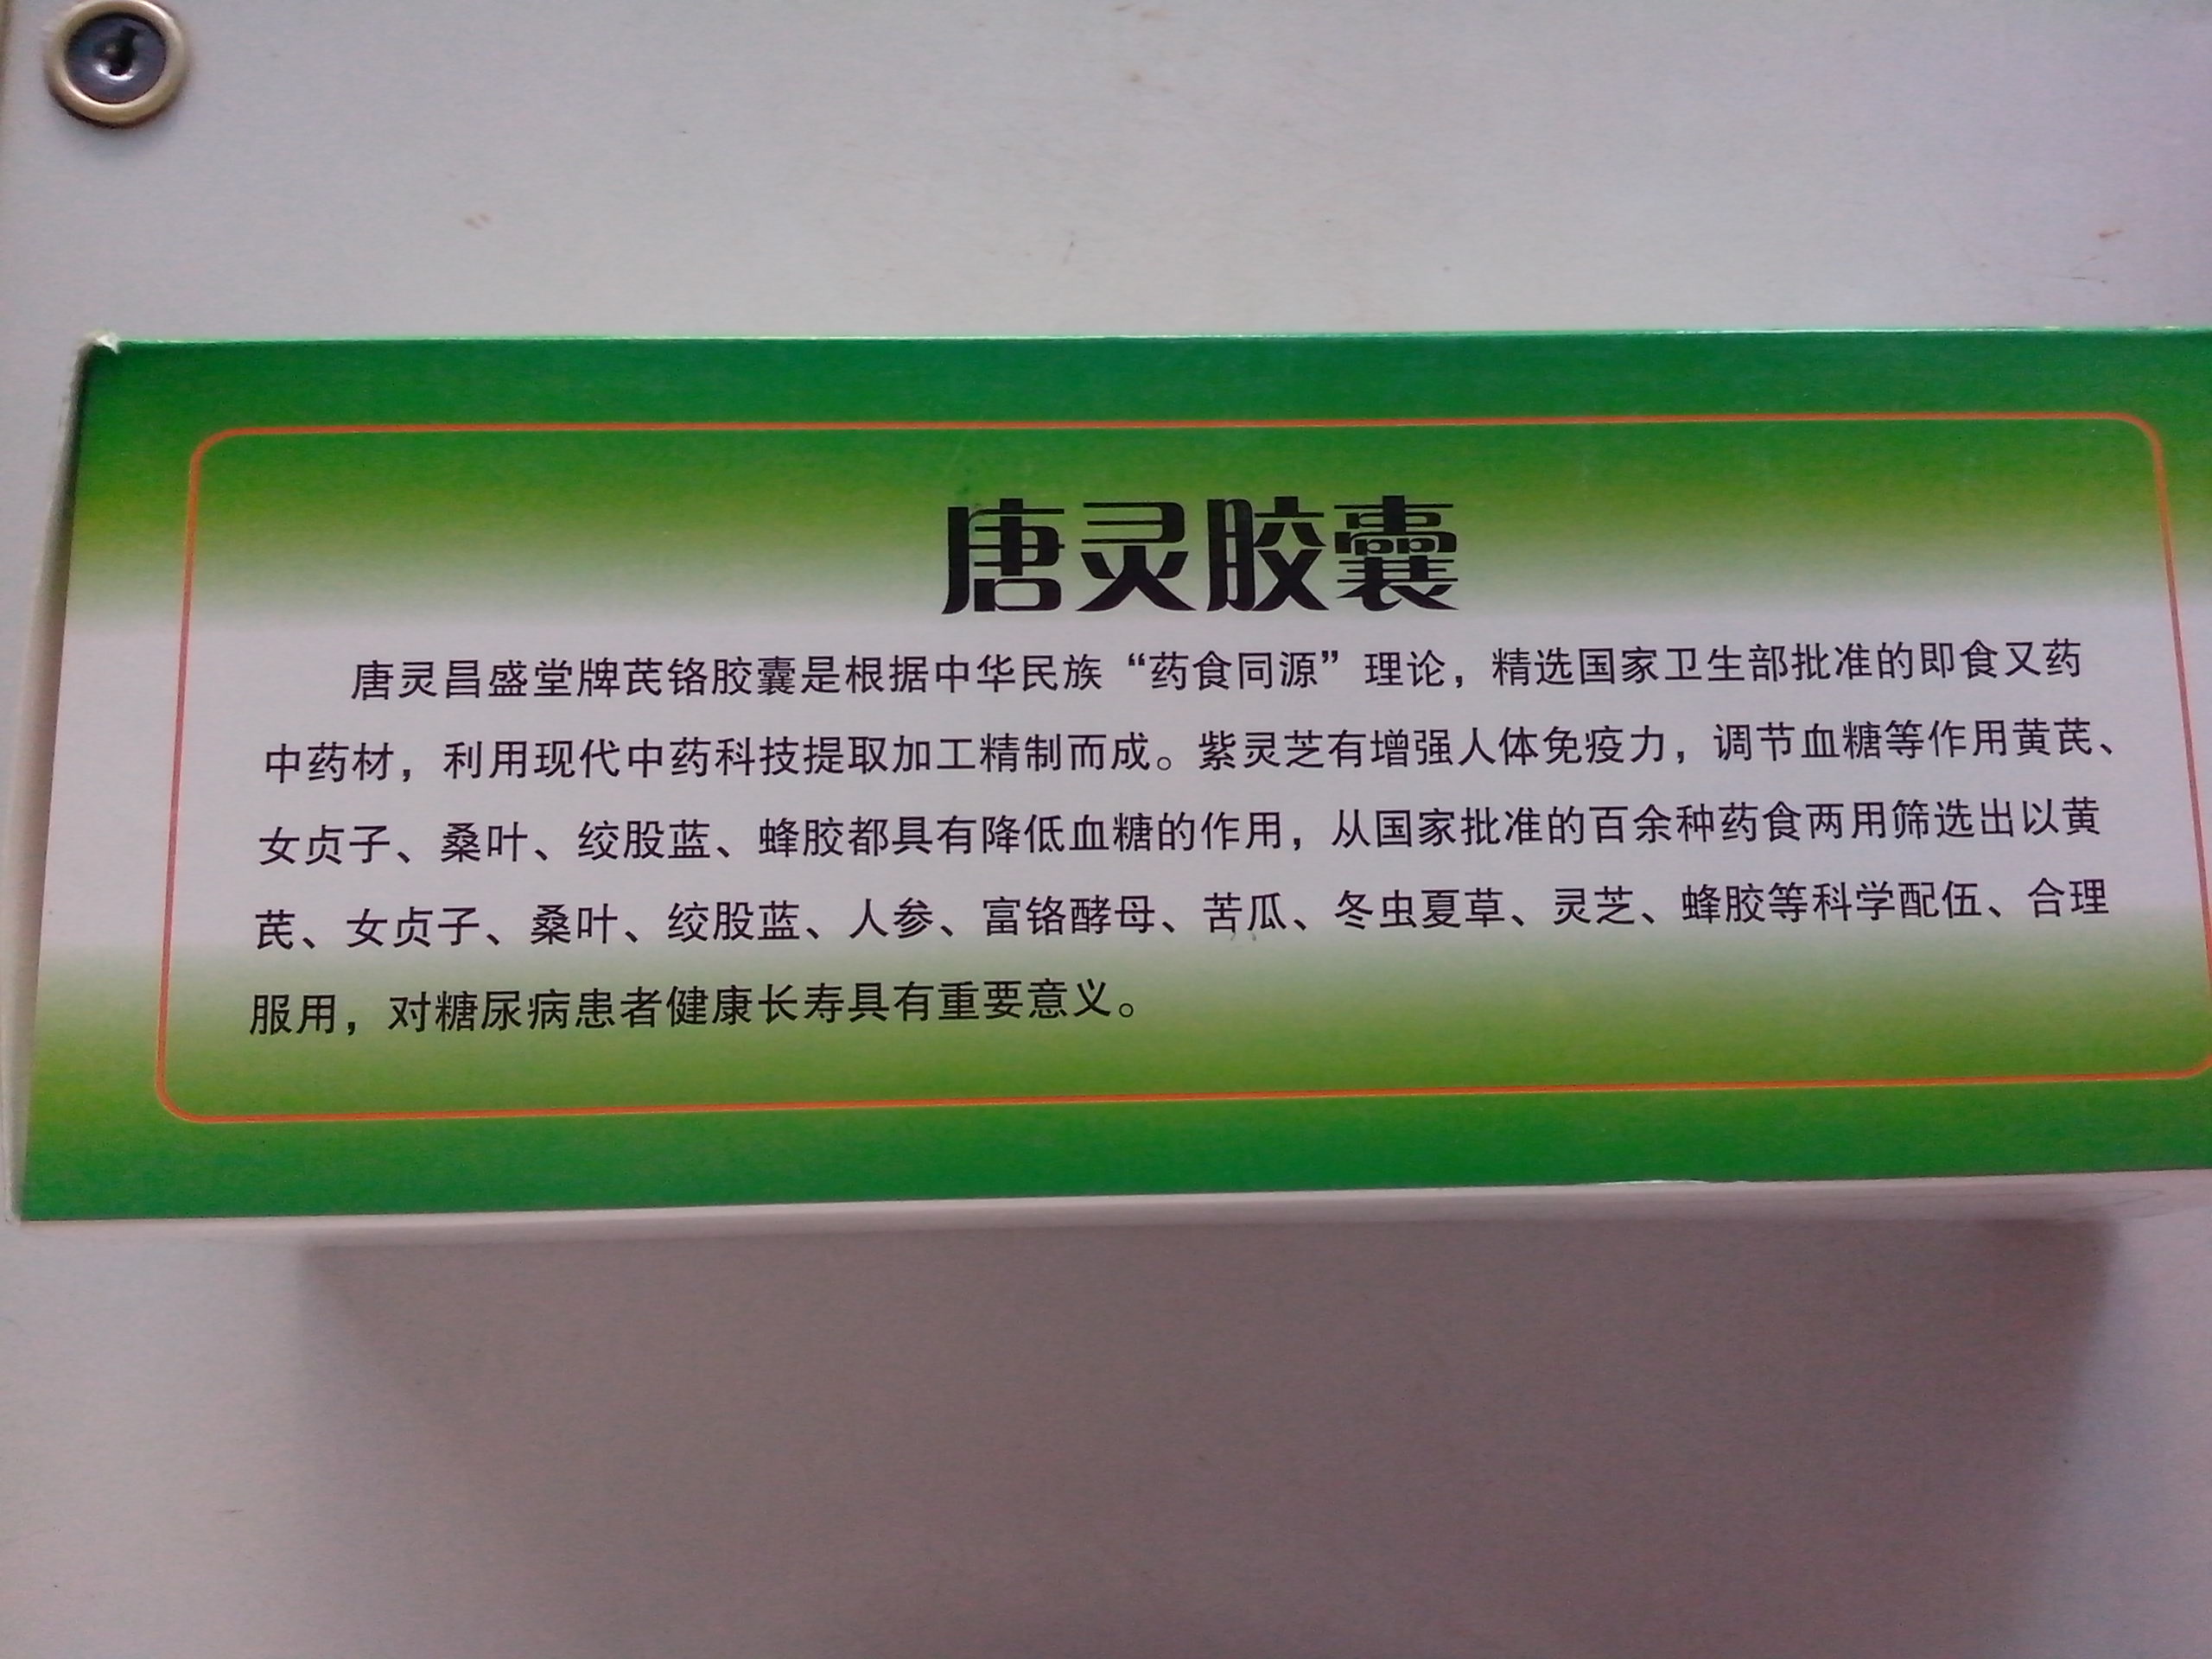 唐灵胶囊
唐灵昌盛堂牌芪铬胶囊是根据中华民族“药食同源”理论，精选国家卫生部批准的即食又药
中药材，利用现代中药科技提取加工精制而成。紫灵芝有增强人体免疫力，调节血糖等作用黄芪、
女贞子、桑叶、绞股蓝、蜂胶都具有降低血糖的作用，从国家批准的百余种药食两用筛选出以黄
芪、女贞子、桑叶、绞股蓝、人参、富铬酵母、苦瓜、冬虫夏草、灵芝、蜂胶等科学配伍、合理
服用，对糖尿病患者健康长寿具有重要意义。